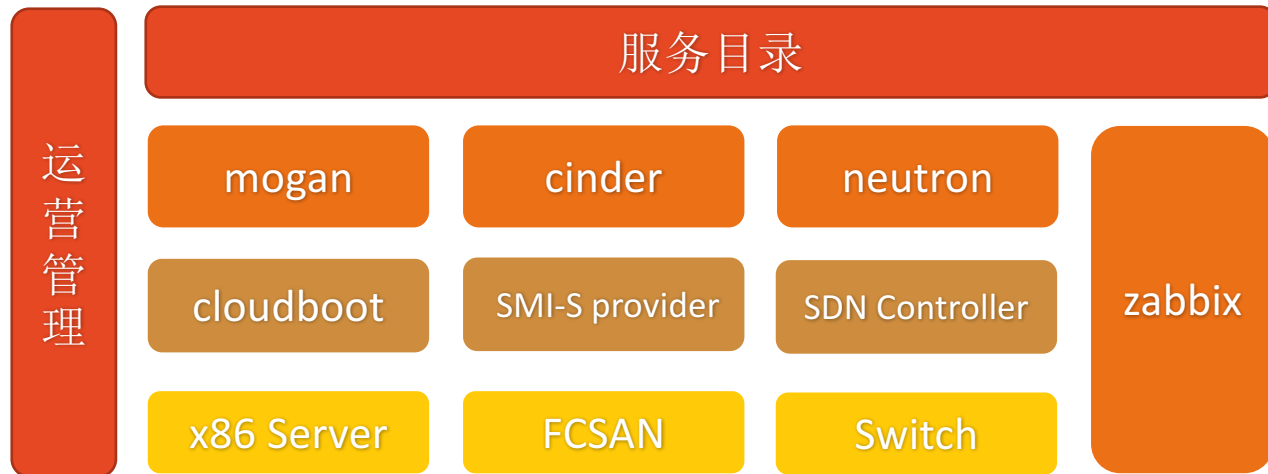 服务目录
运营管理
mogan
cinder
neutron
cloudboot
SMI-S provider
SDN Controller
zabbix
x86 Server
FCSAN
Switch